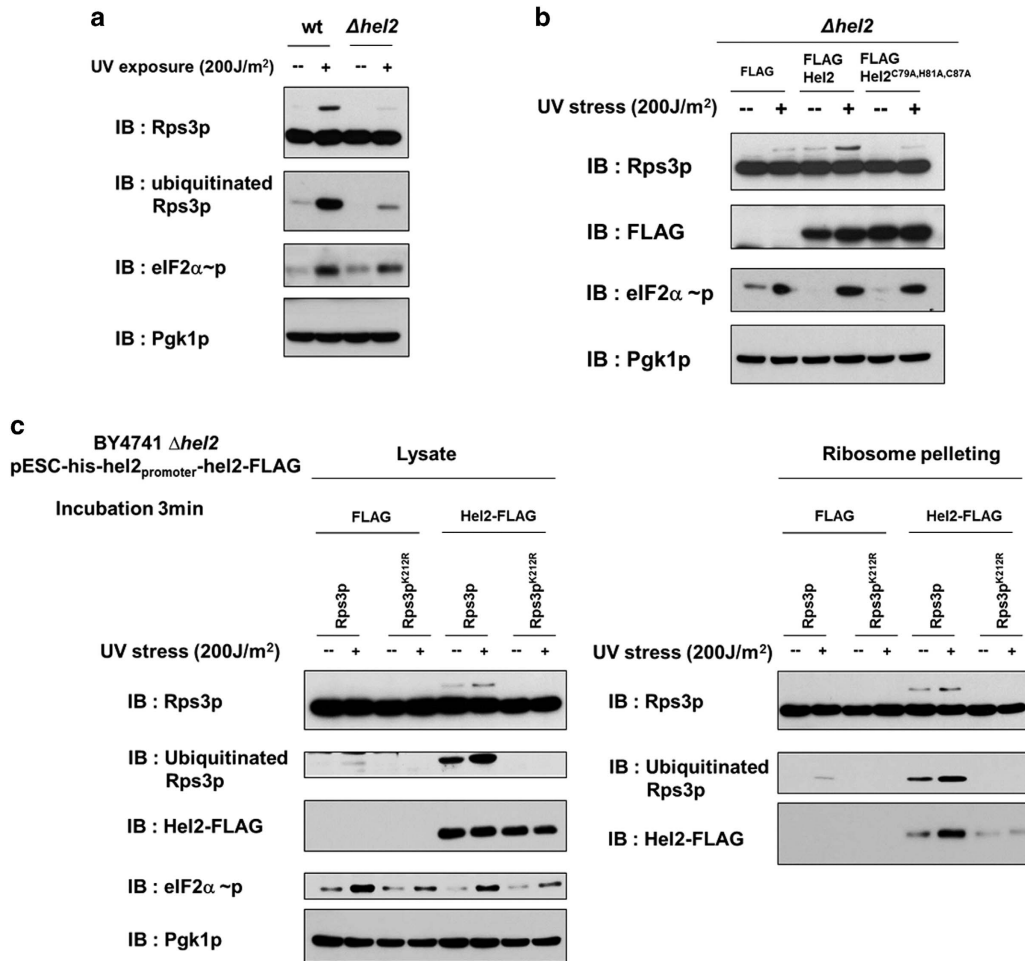 a
wt Δhel2
UV exposure (200J/m²) -- + -- +
IB : Rps3p
IB : ubiquitinated
Rps3p
IB : eIF2α~p
IB : Pgk1p
b
Δhel2
FLAG FLAG Hel2 FLAG Hel2C79A,H81A,C87A
UV stress (200J/m²) -- + -- + -- +
IB : Rps3p
IB : FLAG
IB : eIF2α ~p
IB : Pgk1p
c
BY4741 Δhel2
pESC-his-hel2promoter-hel2-FLAG
Incubation 3min
Lysate
FLAG Hel2-FLAG
Rps3p Rps3pK212R Rps3p Rps3pK212R
UV stress (200J/m²) -- + -- + -- + -- +
IB : Rps3p
IB : Ubiquitinated
Rps3p
IB : Hel2-FLAG
IB : eIF2α ~p
IB : Pgk1p
Ribosome pelleting
FLAG Hel2-FLAG
Rps3p Rps3pK212R Rps3p Rps3pK212R
UV stress (200J/m²) -- + -- + -- + -- +
IB : Rps3p
IB : Ubiquitinated
Rps3p
IB : Hel2-FLAG